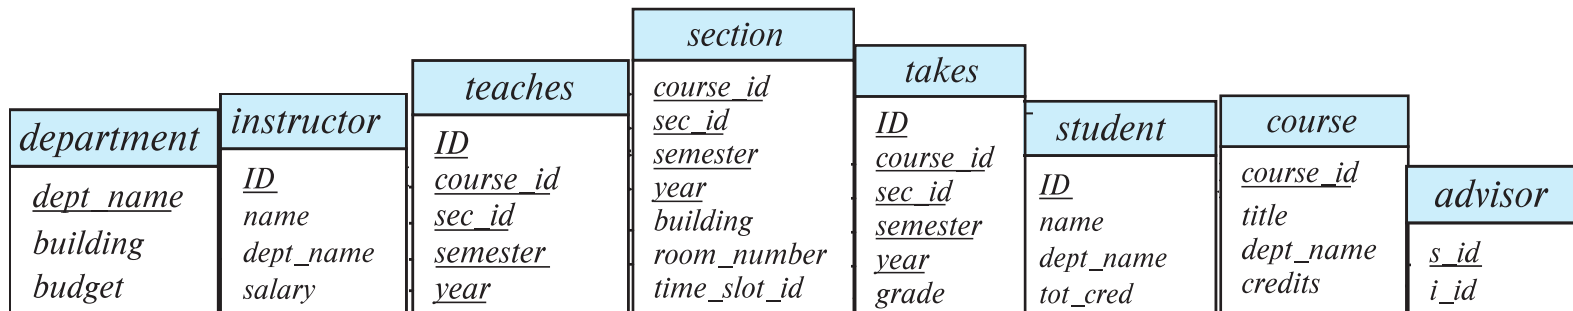 department
dept_name
building
budget
instructor
ID
name
dept_name
salary
teaches
ID
course_id
sec_id
semester
year
section
course_id
sec_id
semester
year
building
room_number
time_slot_id
takes
ID
course_id
sec_id
semester
year
grade
student
ID
name
dept_name
tot_cred
course
course_id
title
dept_name
credits
advisor
s_id
i_id